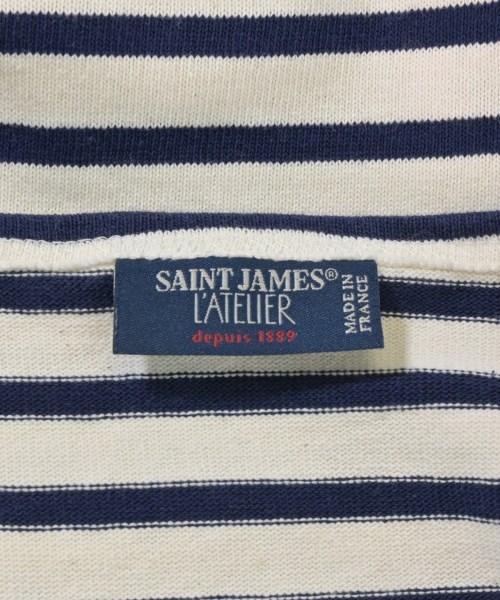 SAINT JAMES®
L'ATELIER
depuis 1889
MADE IN
FRANCE